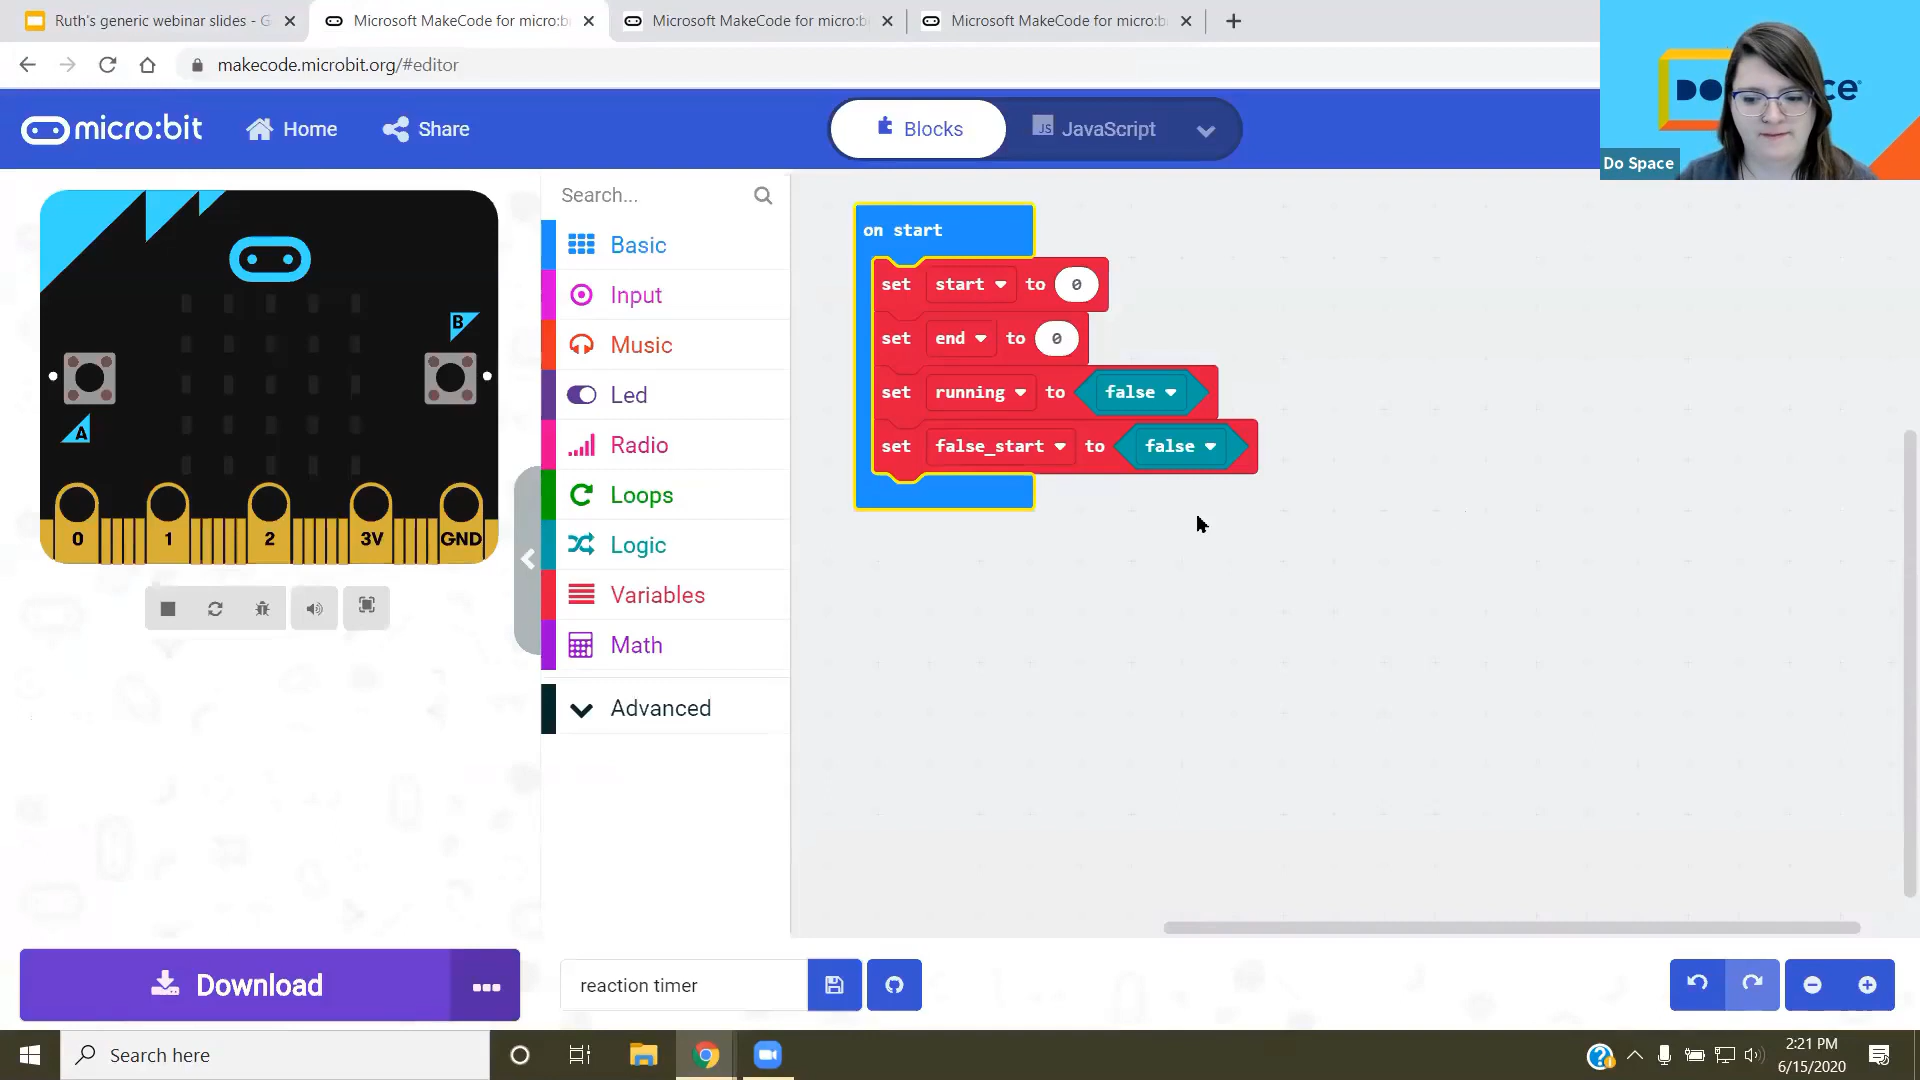 Ruth's generic webinar slides - G
Microsoft MakeCode for micro:b
Microsoft MakeCode for micro:b
Microsoft MakeCode for micro:b
makecode.microbit.org/#editor
micro:bit
Home
Share
Blocks
JS
JavaScript
DO
ce
Do Space
Search...
Basic
Input
Music
Led
Radio
Loops
Logic
Variables
Math
Advanced
B
A
0
1
2
3V
GND
on start
set start to 0
set end to 0
set running to false
set false_start to false
Download
reaction timer
Search here
2:21 PM
6/15/2020